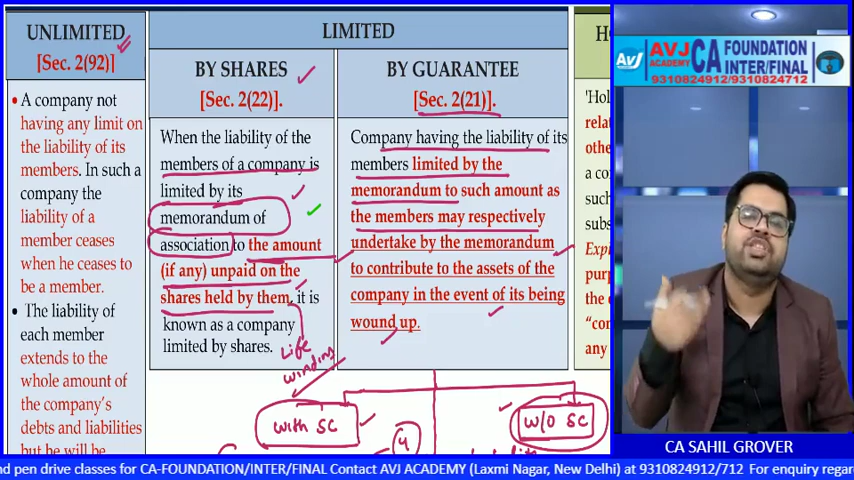 UNLIMITED
[Sec. 2(92)]
• A company not
having any limit on
the liability of its
members. In such a
company the
liability of a
member ceases
when he ceases to
be a member.
• The liability of
each member
extends to the
whole amount of
the company's
debts and liabilities
but he will be
LIMITED
BY SHARES
[Sec. 2(22)].
When the liability of the
members of a company is
limited by its
memorandum of
association to the amount
(if any) unpaid on the
shares held by them, it is
known as a company
limited by shares.
Life
winding
BY GUARANTEE
[Sec. 2(21)].
Company having the liability of its
members limited by the
memorandum to such amount as
the members may respectively
undertake by the memorandum
to contribute to the assets of the
company in the event of its being
wound up.
with SC
4
w/o SC
HO
'Hol
relat
othe
a co
such
subs
Expl
purp
the e
"con
any
AVJ
AVJ
ACADEMY
CA
FOUNDATION
INTER/FINAL
9310824912/9310824712
CA SAHIL GROVER
nd pen drive classes for CA-FOUNDATION/INTER/FINAL Contact AVJ ACADEMY (Laxmi Nagar, New Delhi) at 9310824912/712 For enquiry regar